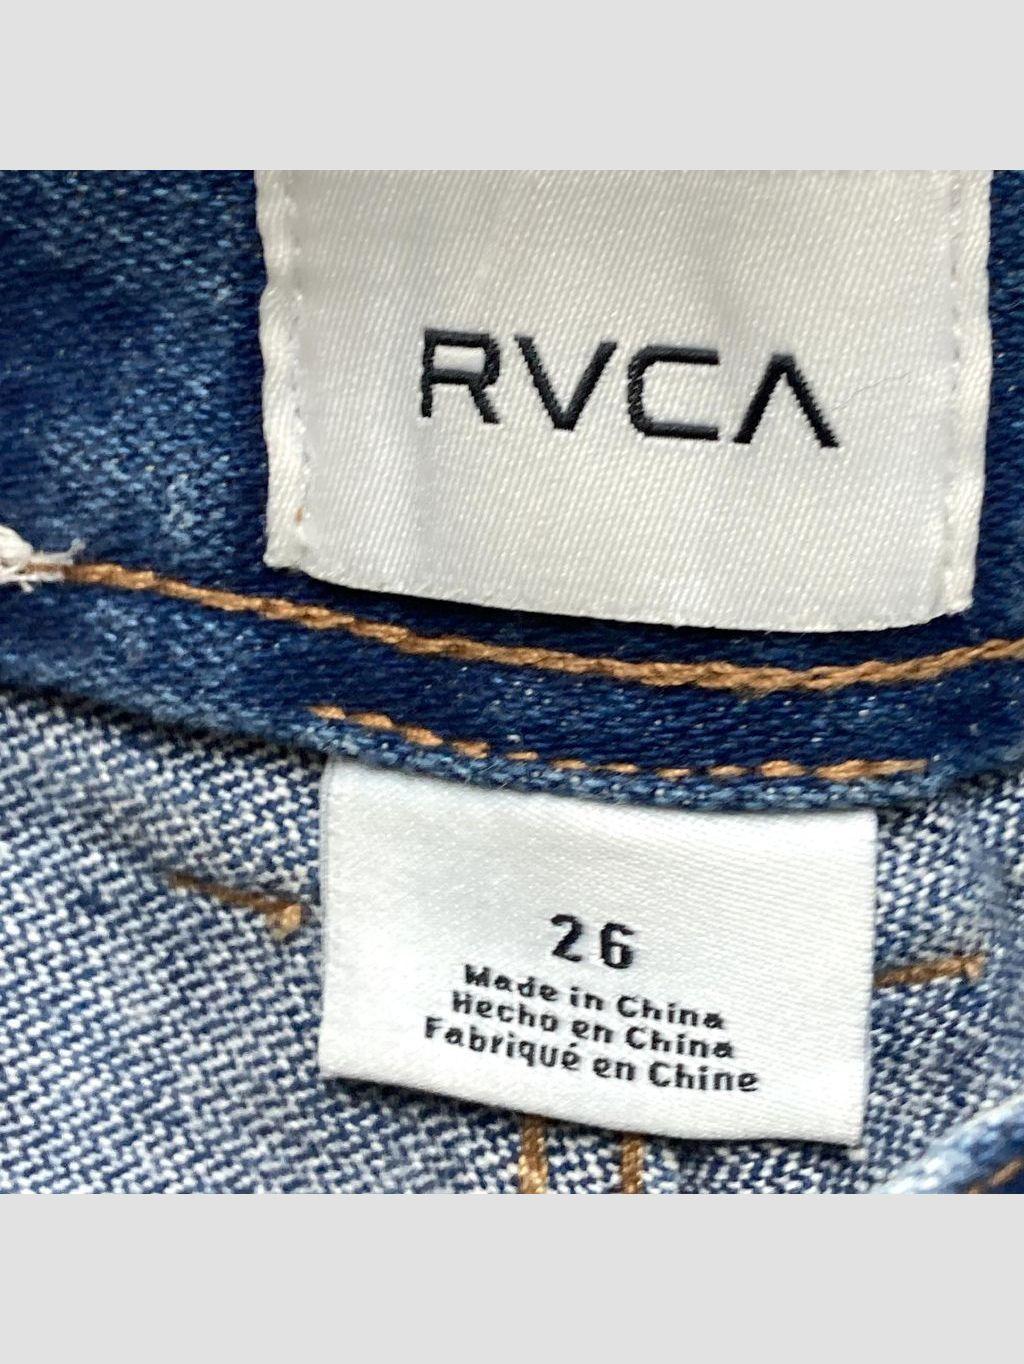 RVCA
26
Made in China
Hecho en China
Fabriqué en Chine